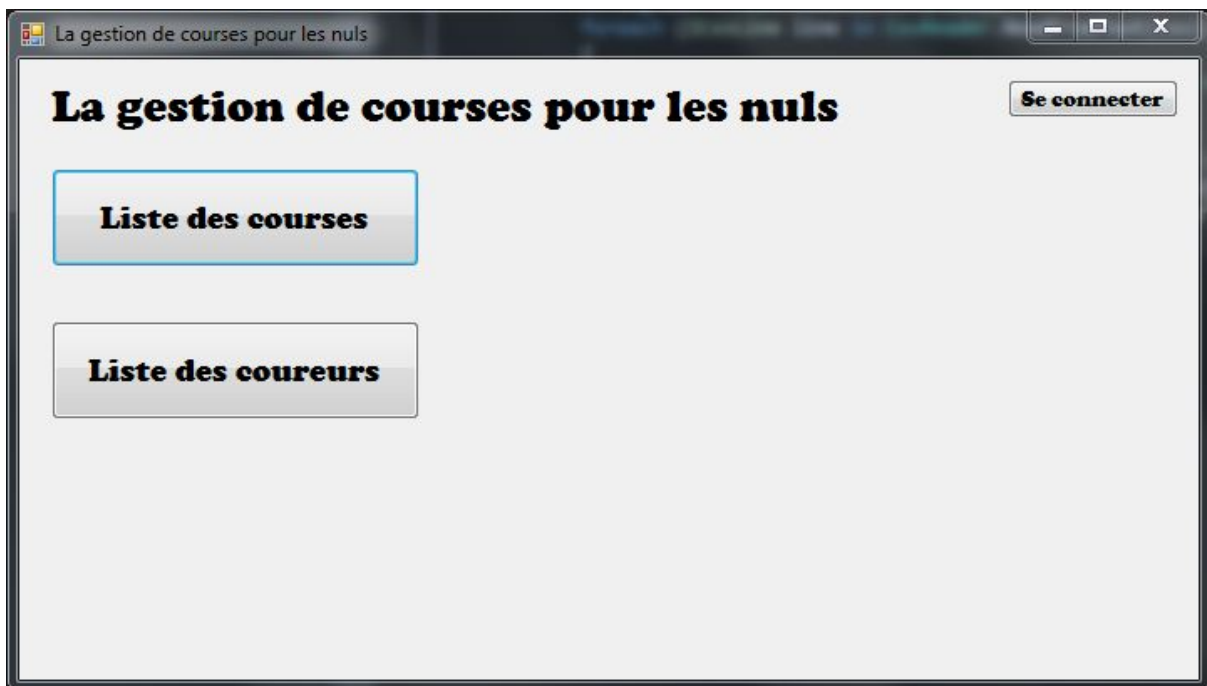 La gestion de courses pour les nuls
La gestion de courses pour les nuls
Se connecter
Liste des courses
Liste des coureurs